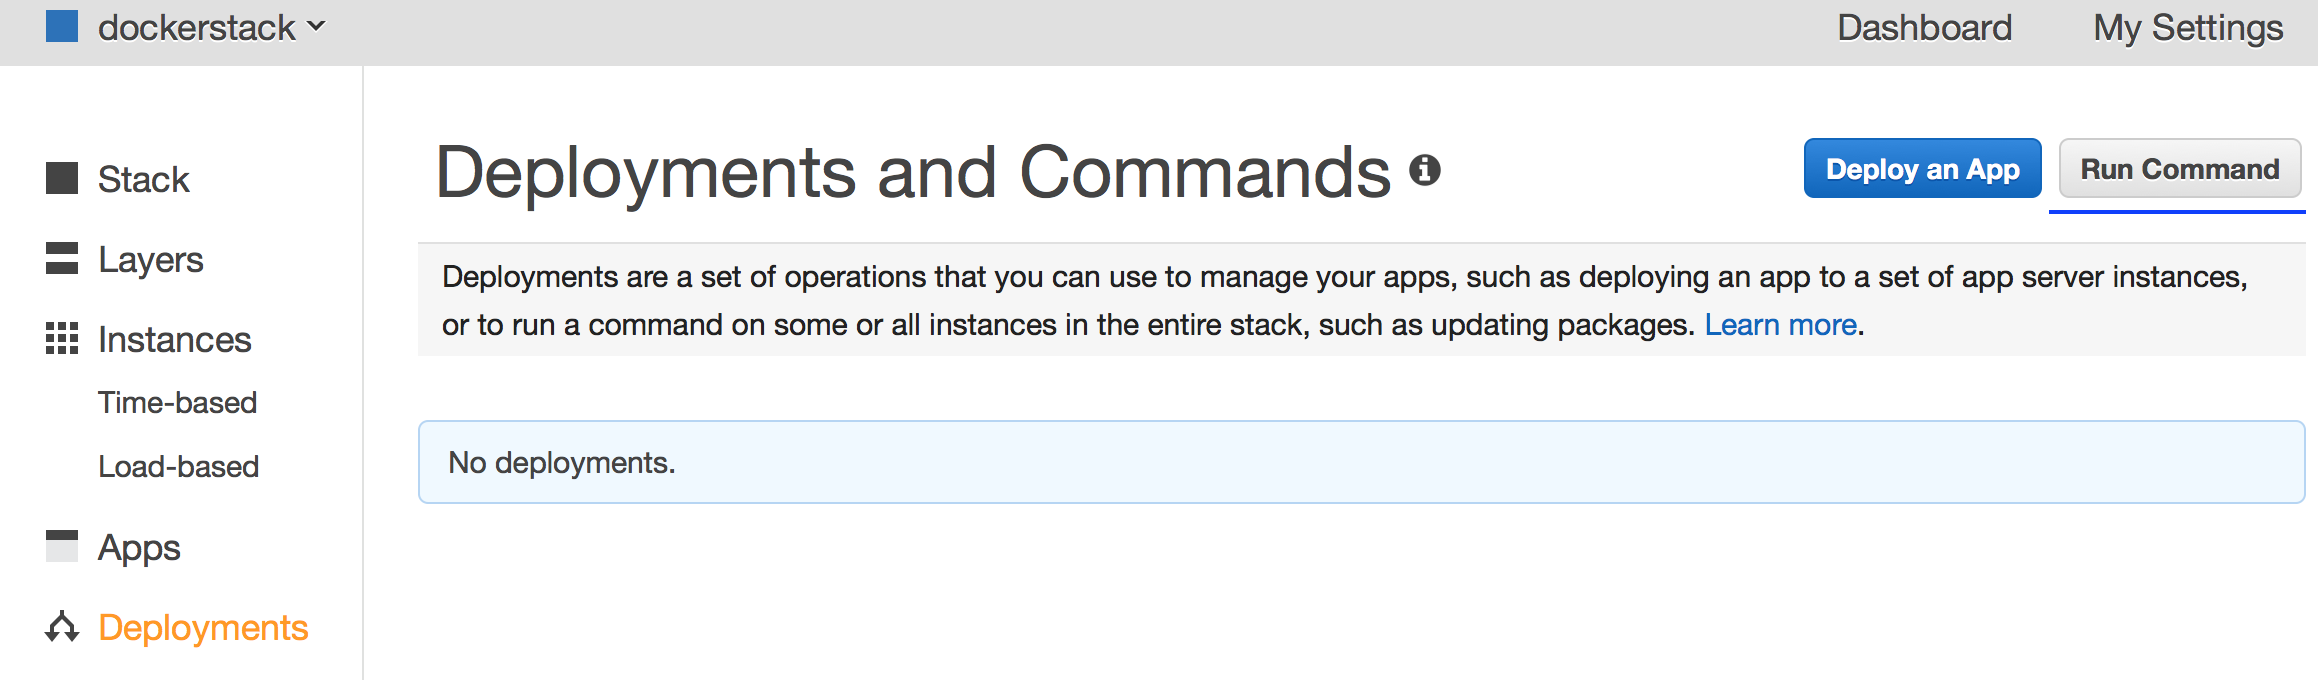 dockerstack
Dashboard
My Settings
Stack
Layers
Instances
Time-based
Load-based
Apps
Deployments
Deployments and Commands
Deploy an App
Run Command
Deployments are a set of operations that you can use to manage your apps, such as deploying an app to a set of app server instances,
or to run a command on some or all instances in the entire stack, such as updating packages. Learn more.
No deployments.